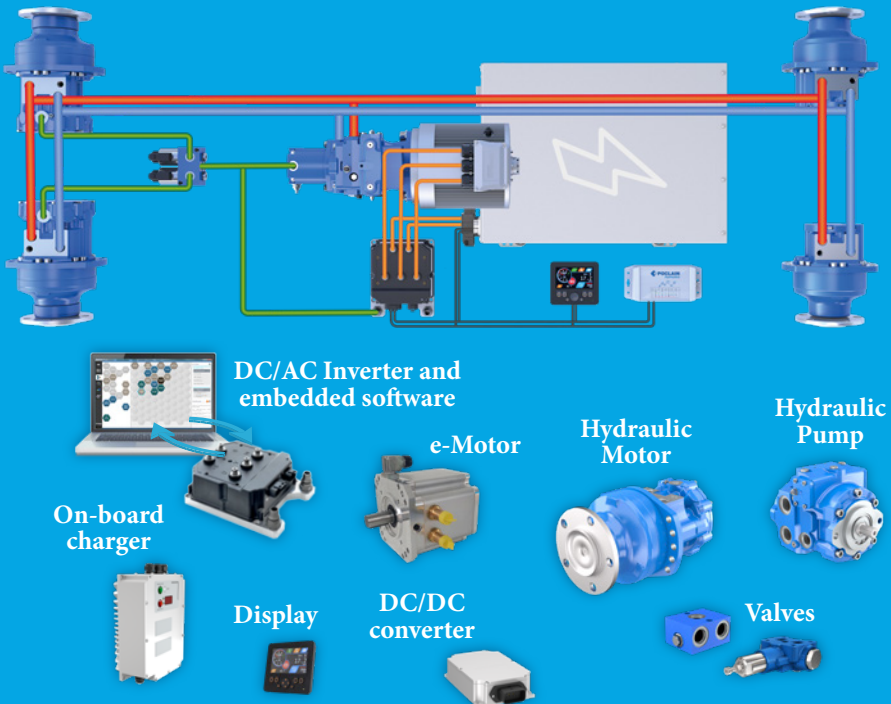 POCLAIN
DC/AC Inverter and
embedded software
e-Motor
Hydraulic
Motor
Hydraulic
Pump
On-board
charger
Display
DC/DC
converter
Valves